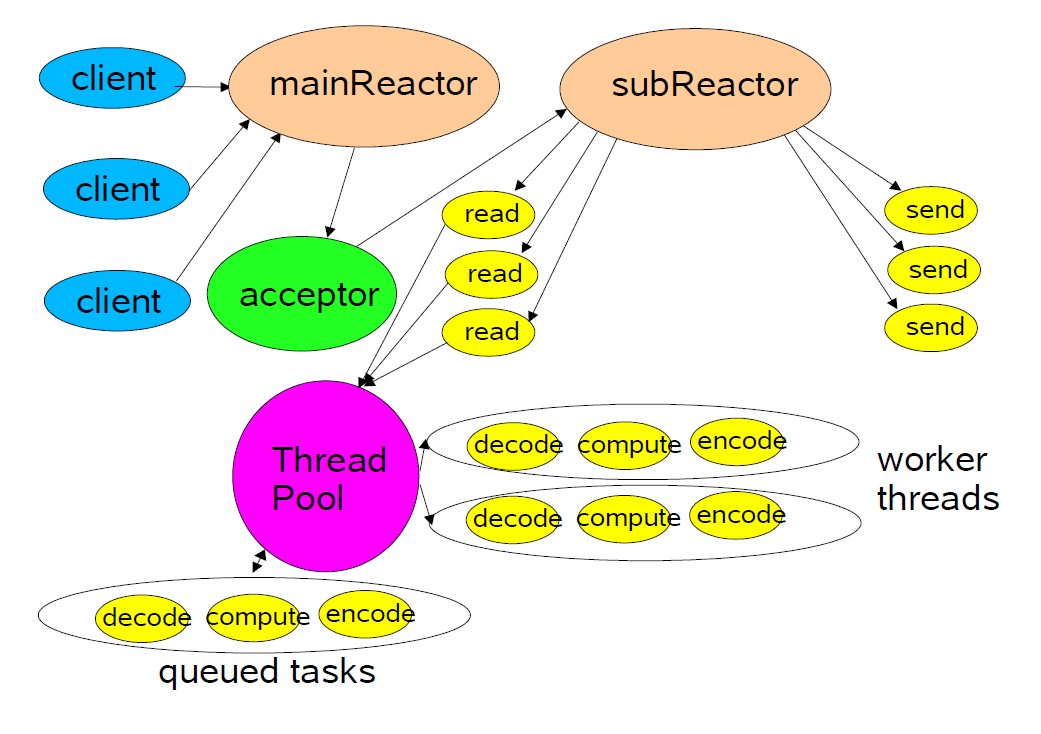 client
mainReactor
subReactor
client
read
send
client
acceptor
read
send
read
send
Thread
Pool
decode compute encode
worker
threads
decode compute encode
decode compute encode
queued tasks